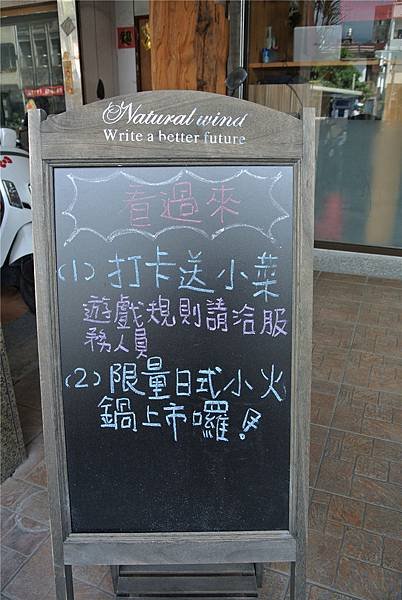 Natural wind
Write a better future
看過來
(1)打卡送小菜
遊戲規則請洽服
務人員
(2)限量日式小火
鍋上市囉!